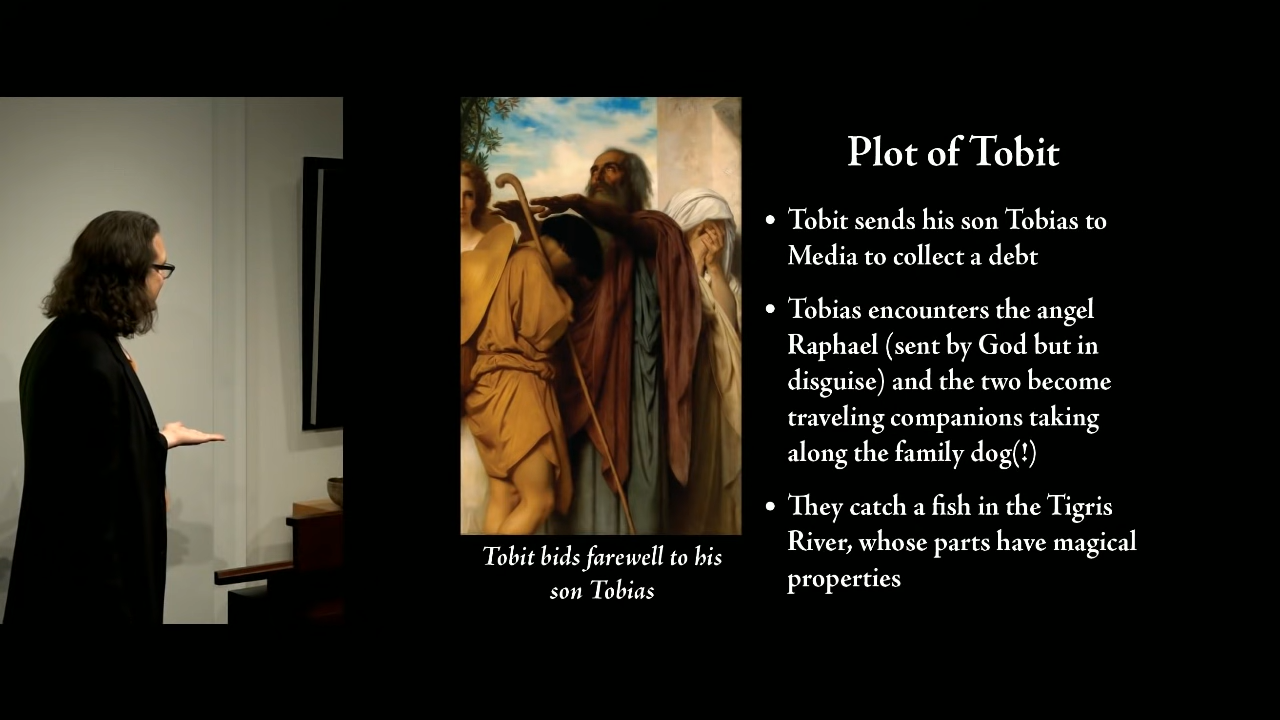 Plot of Tobit
• Tobit sends his son Tobias to
Media to collect a debt
• Tobias encounters the angel
Raphael (sent by God but in
disguise) and the two become
traveling companions taking
along the family dog(!)
• They catch a fish in the Tigris
River, whose parts have magical
properties
Tobit bids farewell to his
son Tobias